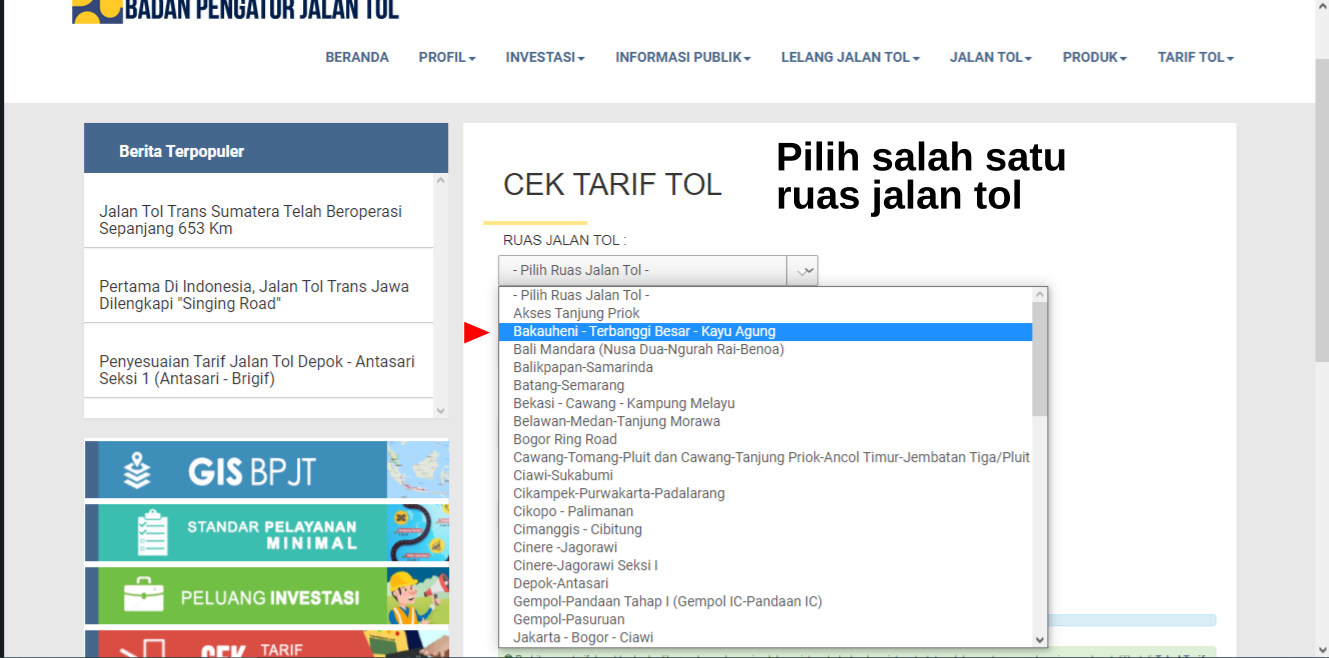 BADAN PENGATUR JALAN TOL
BERANDA PROFIL INVESTASI INFORMASI PUBLIK LELANG JALAN TOL JALAN TOL PRODUK TARIF TOL
Berita Terpopuler
Jalan Tol Trans Sumatera Telah Beroperasi
Sepanjang 653 Km
Pertama Di Indonesia, Jalan Tol Trans Jawa
Dilengkapi "Singing Road"
Penyesuaian Tarif Jalan Tol Depok - Antasari
Seksi 1 (Antasari - Brigif)
GIS BPJT
STANDAR PELAYANAN
MINIMAL
PELUANG INVESTASI
CEK TARIF
CEK TARIF TOL
Pilih salah satu
ruas jalan tol
RUAS JALAN TOL :
- Pilih Ruas Jalan Tol -
- Pilih Ruas Jalan Tol -
Akses Tanjung Priok
Bakauheni - Terbanggi Besar - Kayu Agung
Bali Mandara (Nusa Dua-Ngurah Rai-Benoa)
Balikpapan-Samarinda
Batang-Semarang
Bekasi - Cawang - Kampung Melayu
Belawan-Medan-Tanjung Morawa
Bogor Ring Road
Cawang-Tomang-Pluit dan Cawang-Tanjung Priok-Ancol Timur-Jembatan Tiga/Pluit
Ciawi-Sukabumi
Cikampek-Purwakarta-Padalarang
Cikopo - Palimanan
Cimanggis - Cibitung
Cinere -Jagorawi
Cinere-Jagorawi Seksi I
Depok-Antasari
Gempol-Pandaan Tahap I (Gempol IC-Pandaan IC)
Gempol-Pasuruan
Jakarta - Bogor - Ciawi